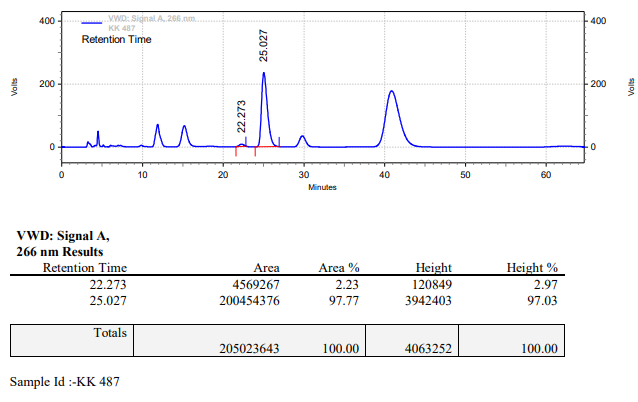 VWD: Signal A, 266 nm
KK 487
Retention Time
400
200
0
Volts
22.273
25.027
400
200
0
Volts
0 10 20 30 40 50 60
Minutes
VWD: Signal A,
266 nm Results
Retention Time Area Area % Height Height %
22.273 4569267 2.23 120849 2.97
25.027 200454376 97.77 3942403 97.03
Totals
205023643 100.00 4063252 100.00
Sample Id :-KK 487